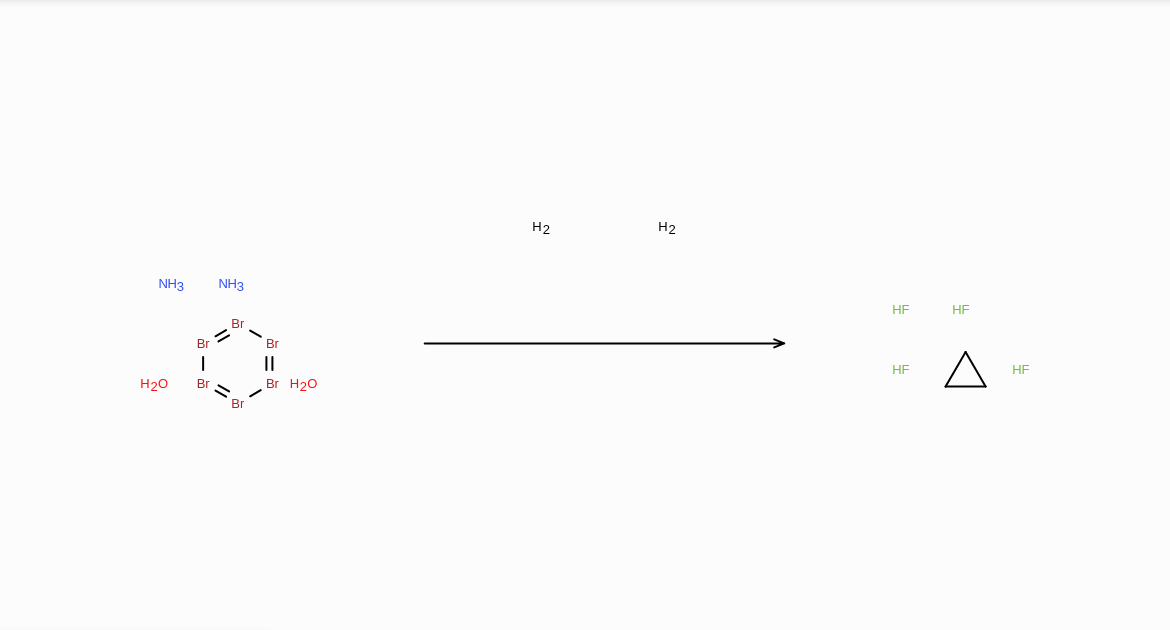 H2 H2
NH3 NH3
HF HF
Br
Br Br
HF HF
H2O Br Br H2O
Br